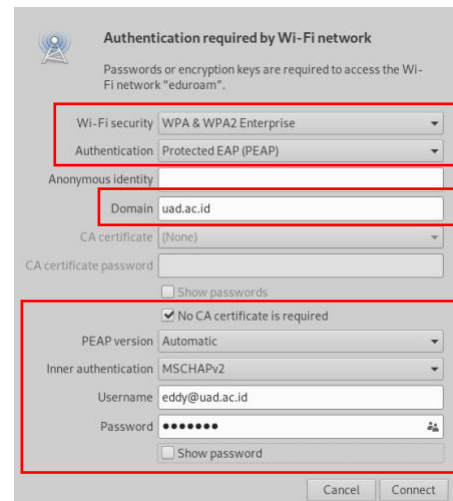 Authentication required by Wi-Fi network
Passwords or encryption keys are required to access the Wi-
Fi network "eduroam".
Wi-Fi security WPA & WPA2 Enterprise
Authentication Protected EAP (PEAP)
Anonymous identity
Domain uad.ac.id
CA certificate (None)
CA certificate password
Show passwords
No CA certificate is required
PEAP version Automatic
Inner authentication MSCHAPv2
Username eddy@uad.ac.id
Password •••••••
Show password
Cancel Connect